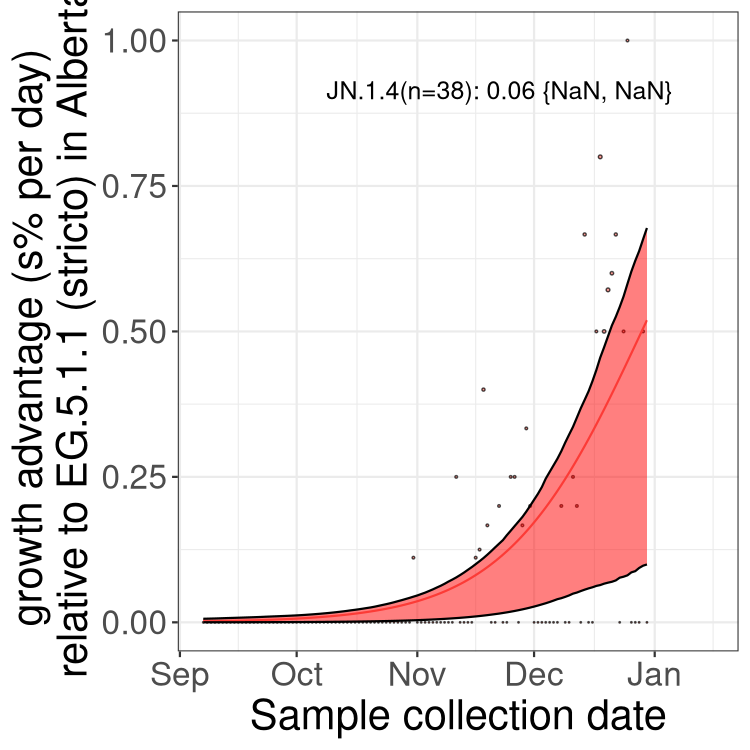 growth advantage (s% per day)
relative to EG.5.1.1 (stricto) in Alberta
1.00
0.75
0.50
0.25
0.00
JN.1.4(n=38): 0.06 {NaN, NaN}
Sep Oct Nov Dec Jan
Sample collection date